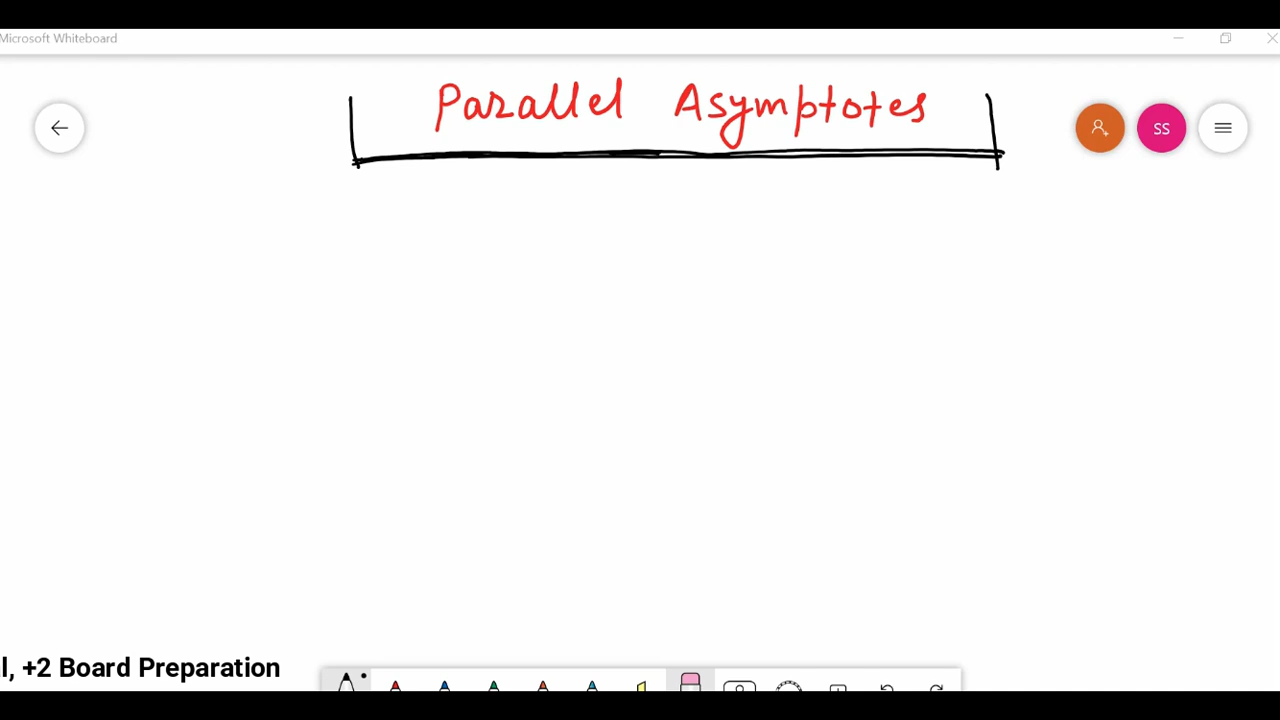 Microsoft Whiteboard
Parallel Asymptotes
SS
l, +2 Board Preparation